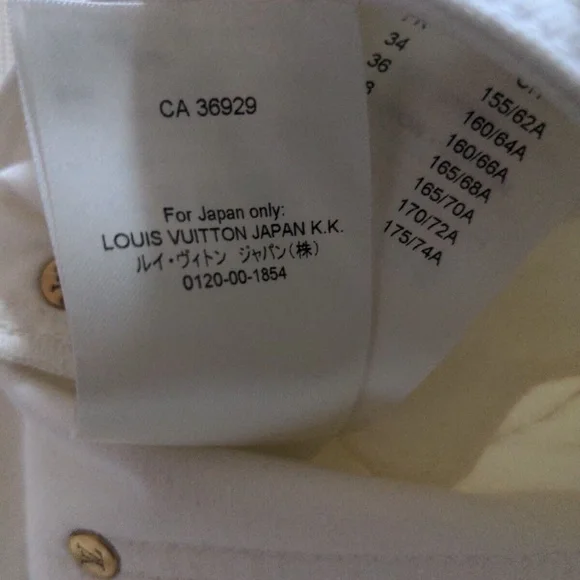 CA 36929
For Japan only:
LOUIS VUITTON JAPAN K.K.
ルイ・ヴィトン ジャパン(株)
0120-00-1854
34
36
155/62A
160/64A
160/66A
165/68A
165/70A
170/72A
175/74A